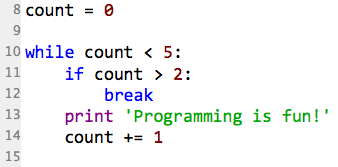 8 count = 0
9
10 while count < 5:
11     if count > 2:
12         break
13     print 'Programming is fun!'
14     count += 1
15